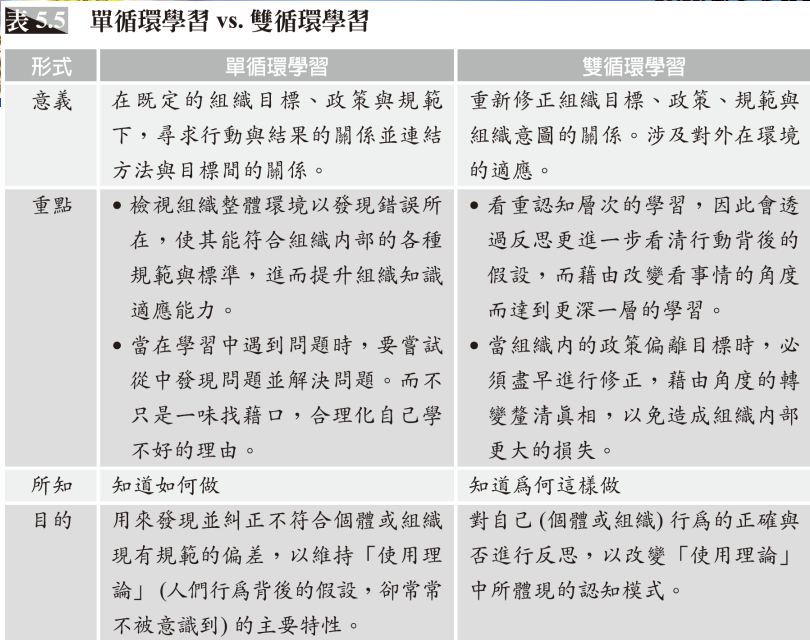 表 5.5 單循環學習 vs. 雙循環學習
形式 單循環學習 雙循環學習
意義
在既定的組織目標、政策與規範
下，尋求行動與結果的關係並連結
方法與目標間的關係。
重新修正組織目標、政策、規範與
組織意圖的關係。涉及對外在環境
的適應。
重點
• 檢視組織整體環境以發現錯誤所
在，使其能符合組織內部的各種
規範與標準，進而提升組織知識
適應能力。
• 當在學習中遇到問題時，要嘗試
從中發現問題並解決問題。而不
只是一味找藉口，合理化自己學
不好的理由。
• 看重認知層次的學習，因此會透
過反思更進一步看清行動背後的
假設，而藉由改變看事情的角度
而達到更深一層的學習。
• 當組織內的政策偏離目標時，必
須盡早進行修正，藉由角度的轉
變釐清眞相，以免造成組織內部
更大的損失。
所知 知道如何做 知道爲何這樣做
目的
用來發現並糾正不符合個體或組織
現有規範的偏差，以維持「使用理
論」(人們行爲背後的假設，卻常常
不被意識到) 的主要特性。
對自己 (個體或組織) 行爲的正確與
否進行反思，以改變「使用理論」
中所體現的認知模式。